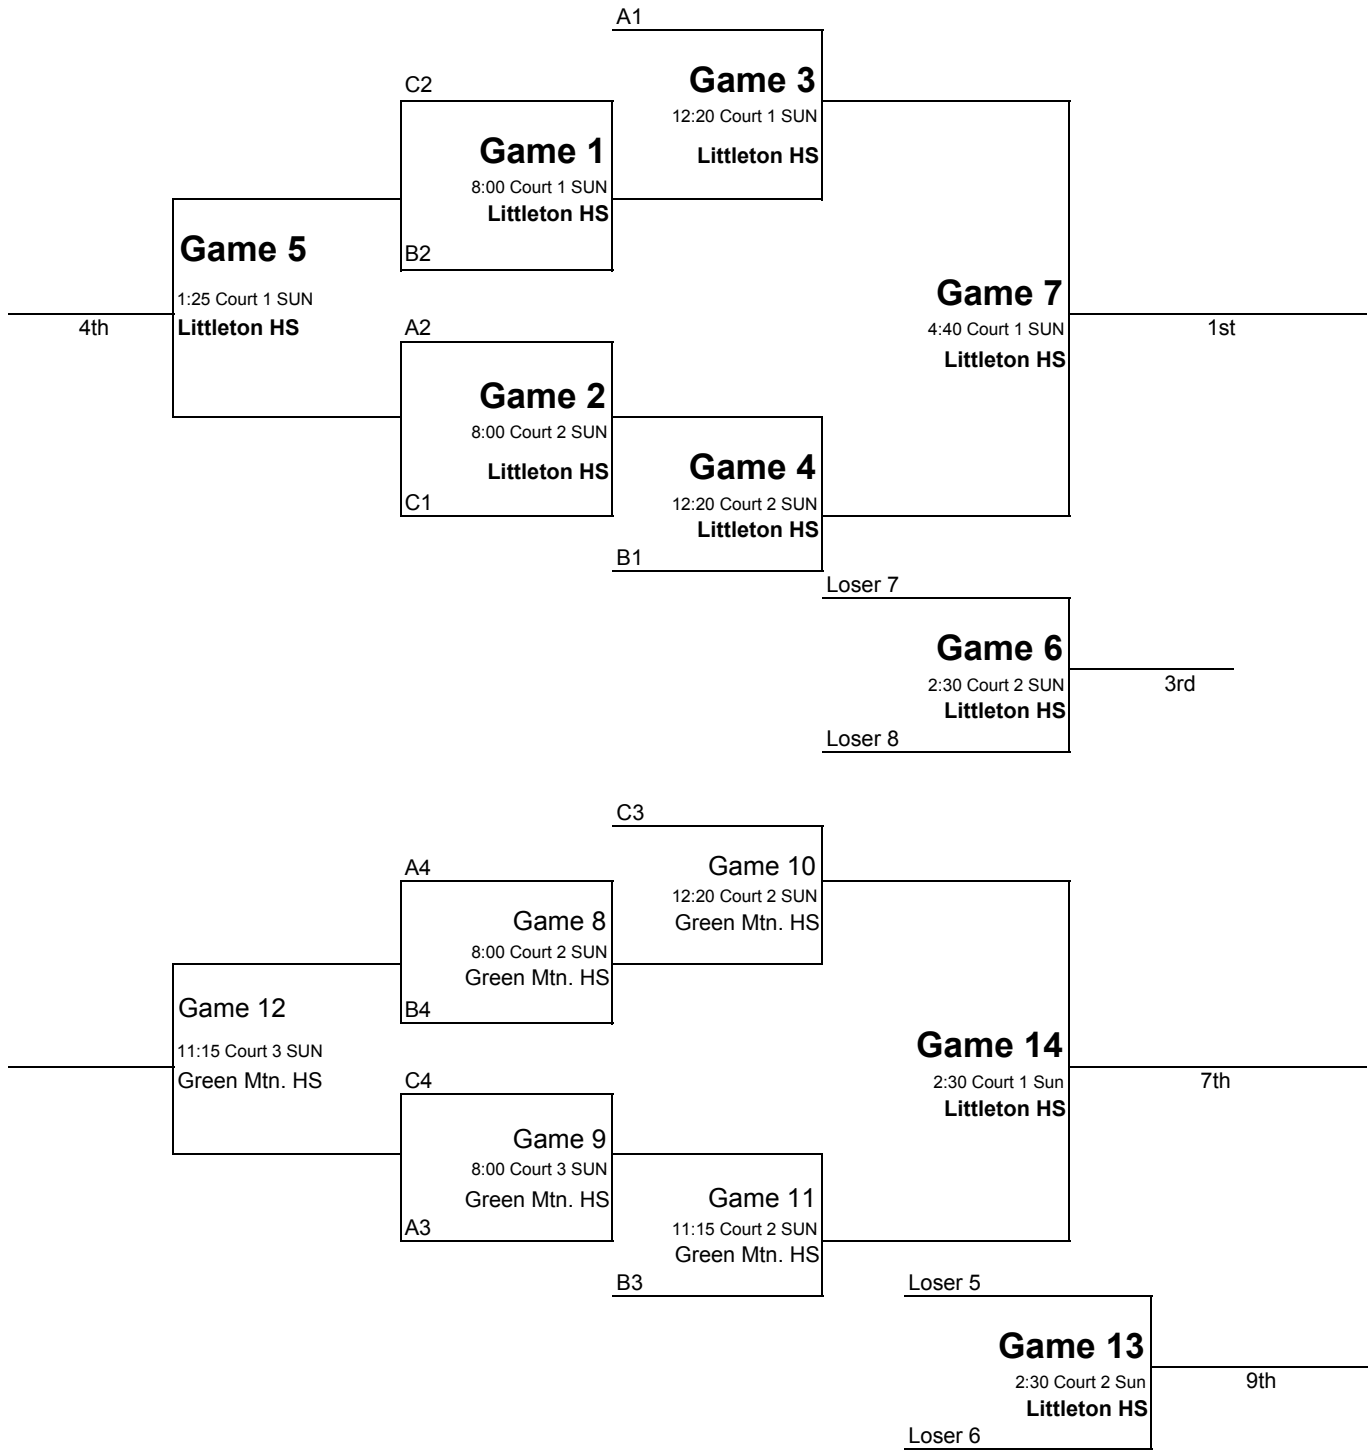 A1
Game 3
12:20 Court 1 SUN
Littleton HS
C2
Game 1
8:00 Court 1 SUN
Littleton HS
B2
Game 5
1:25 Court 1 SUN
Littleton HS
4th
Game 7
4:40 Court 1 SUN
Littleton HS
1st
A2
Game 2
8:00 Court 2 SUN
Littleton HS
C1
Game 4
12:20 Court 2 SUN
Littleton HS
B1
Loser 7
Game 6
2:30 Court 2 SUN
Littleton HS
3rd
Loser 8
C3
Game 10
12:20 Court 2 SUN
Green Mtn. HS
A4
Game 8
8:00 Court 2 SUN
Green Mtn. HS
B4
Game 12
11:15 Court 3 SUN
Green Mtn. HS
Game 14
2:30 Court 1 Sun
Littleton HS
7th
C4
Game 9
8:00 Court 3 SUN
Green Mtn. HS
A3
Game 11
11:15 Court 2 SUN
Green Mtn. HS
B3
Loser 5
Game 13
2:30 Court 2 Sun
Littleton HS
9th
Loser 6